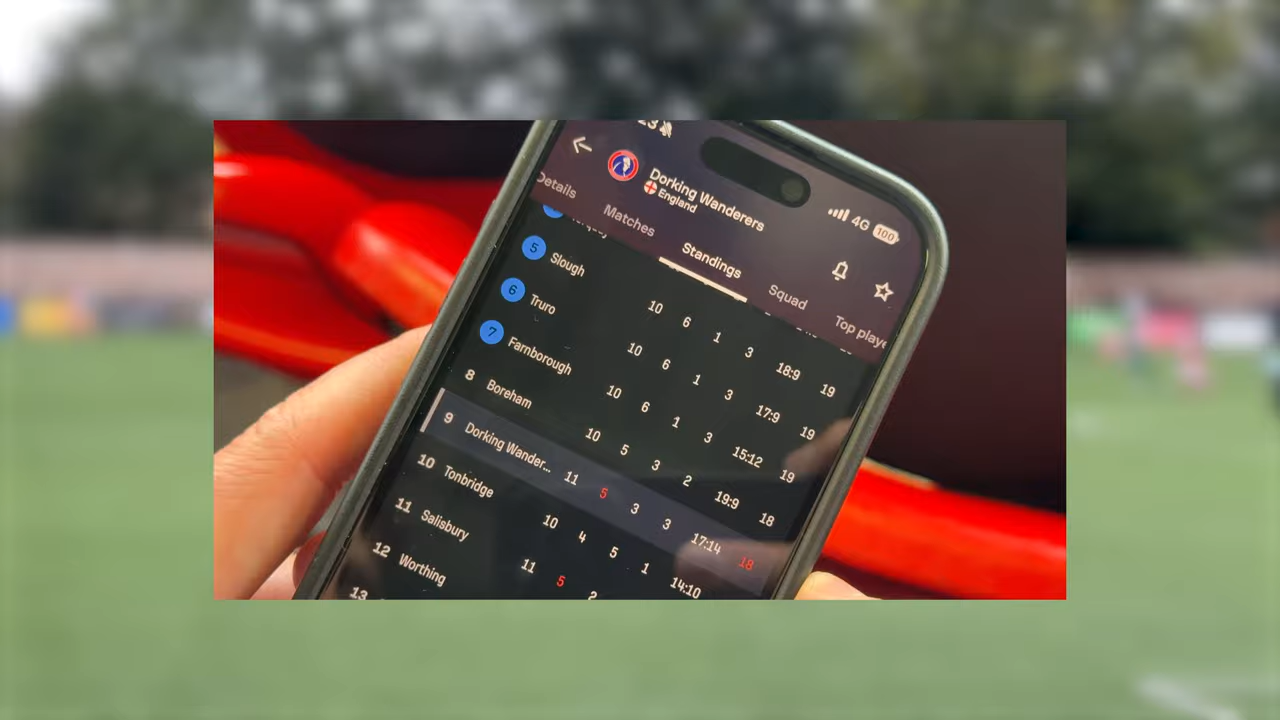 Dorking Wanderers
England
4G 100
Details Matches Standings Squad Top playe
5 Slough 10 6 1 3 18:9 19
6 Truro 10 6 1 3 17:9 19
7 Farnborough 10 6 1 3 15:12 19
8 Boreham 10 5 3 2 19:9 18
9 Dorking Wander... 11 5 3 3 17:14 18
10 Tonbridge 10 4 5 1 14:10
11 Salisbury 11 5 2
12 Worthing
13